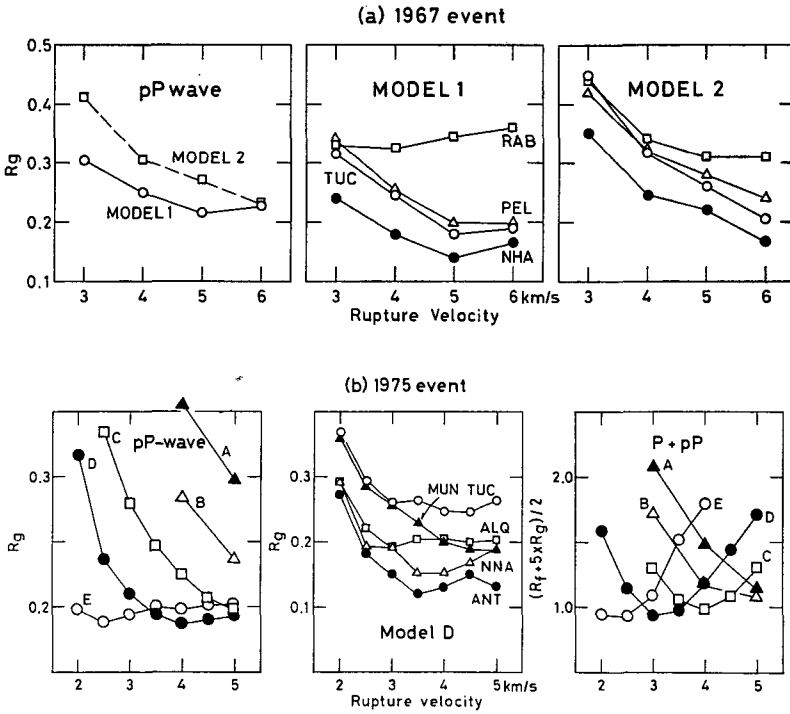 (a) 1967 event
0.5
0.4
0.3
0.2
0.1
Rg
pP wave
MODEL 2
MODEL 1
3 4 5 6
MODEL 1
RAB
TUC
PEL
NHA
3 4 5 6 km/s
Rupture Velocity
MODEL 2
3 4 5 6
(b) 1975 event
pP-wave
0.3
0.2
Rg
A
B
C
D
E
2 3 4 5
0.3
0.2
0.1
Rg
MUN TUC
ALQ
NNA
ANT
Model D
2 3 4 5 km/s
Rupture velocity
P + pP
2.0
1.0
(Rf + 5xRg) / 2
A
B
E
D
C
2 3 4 5